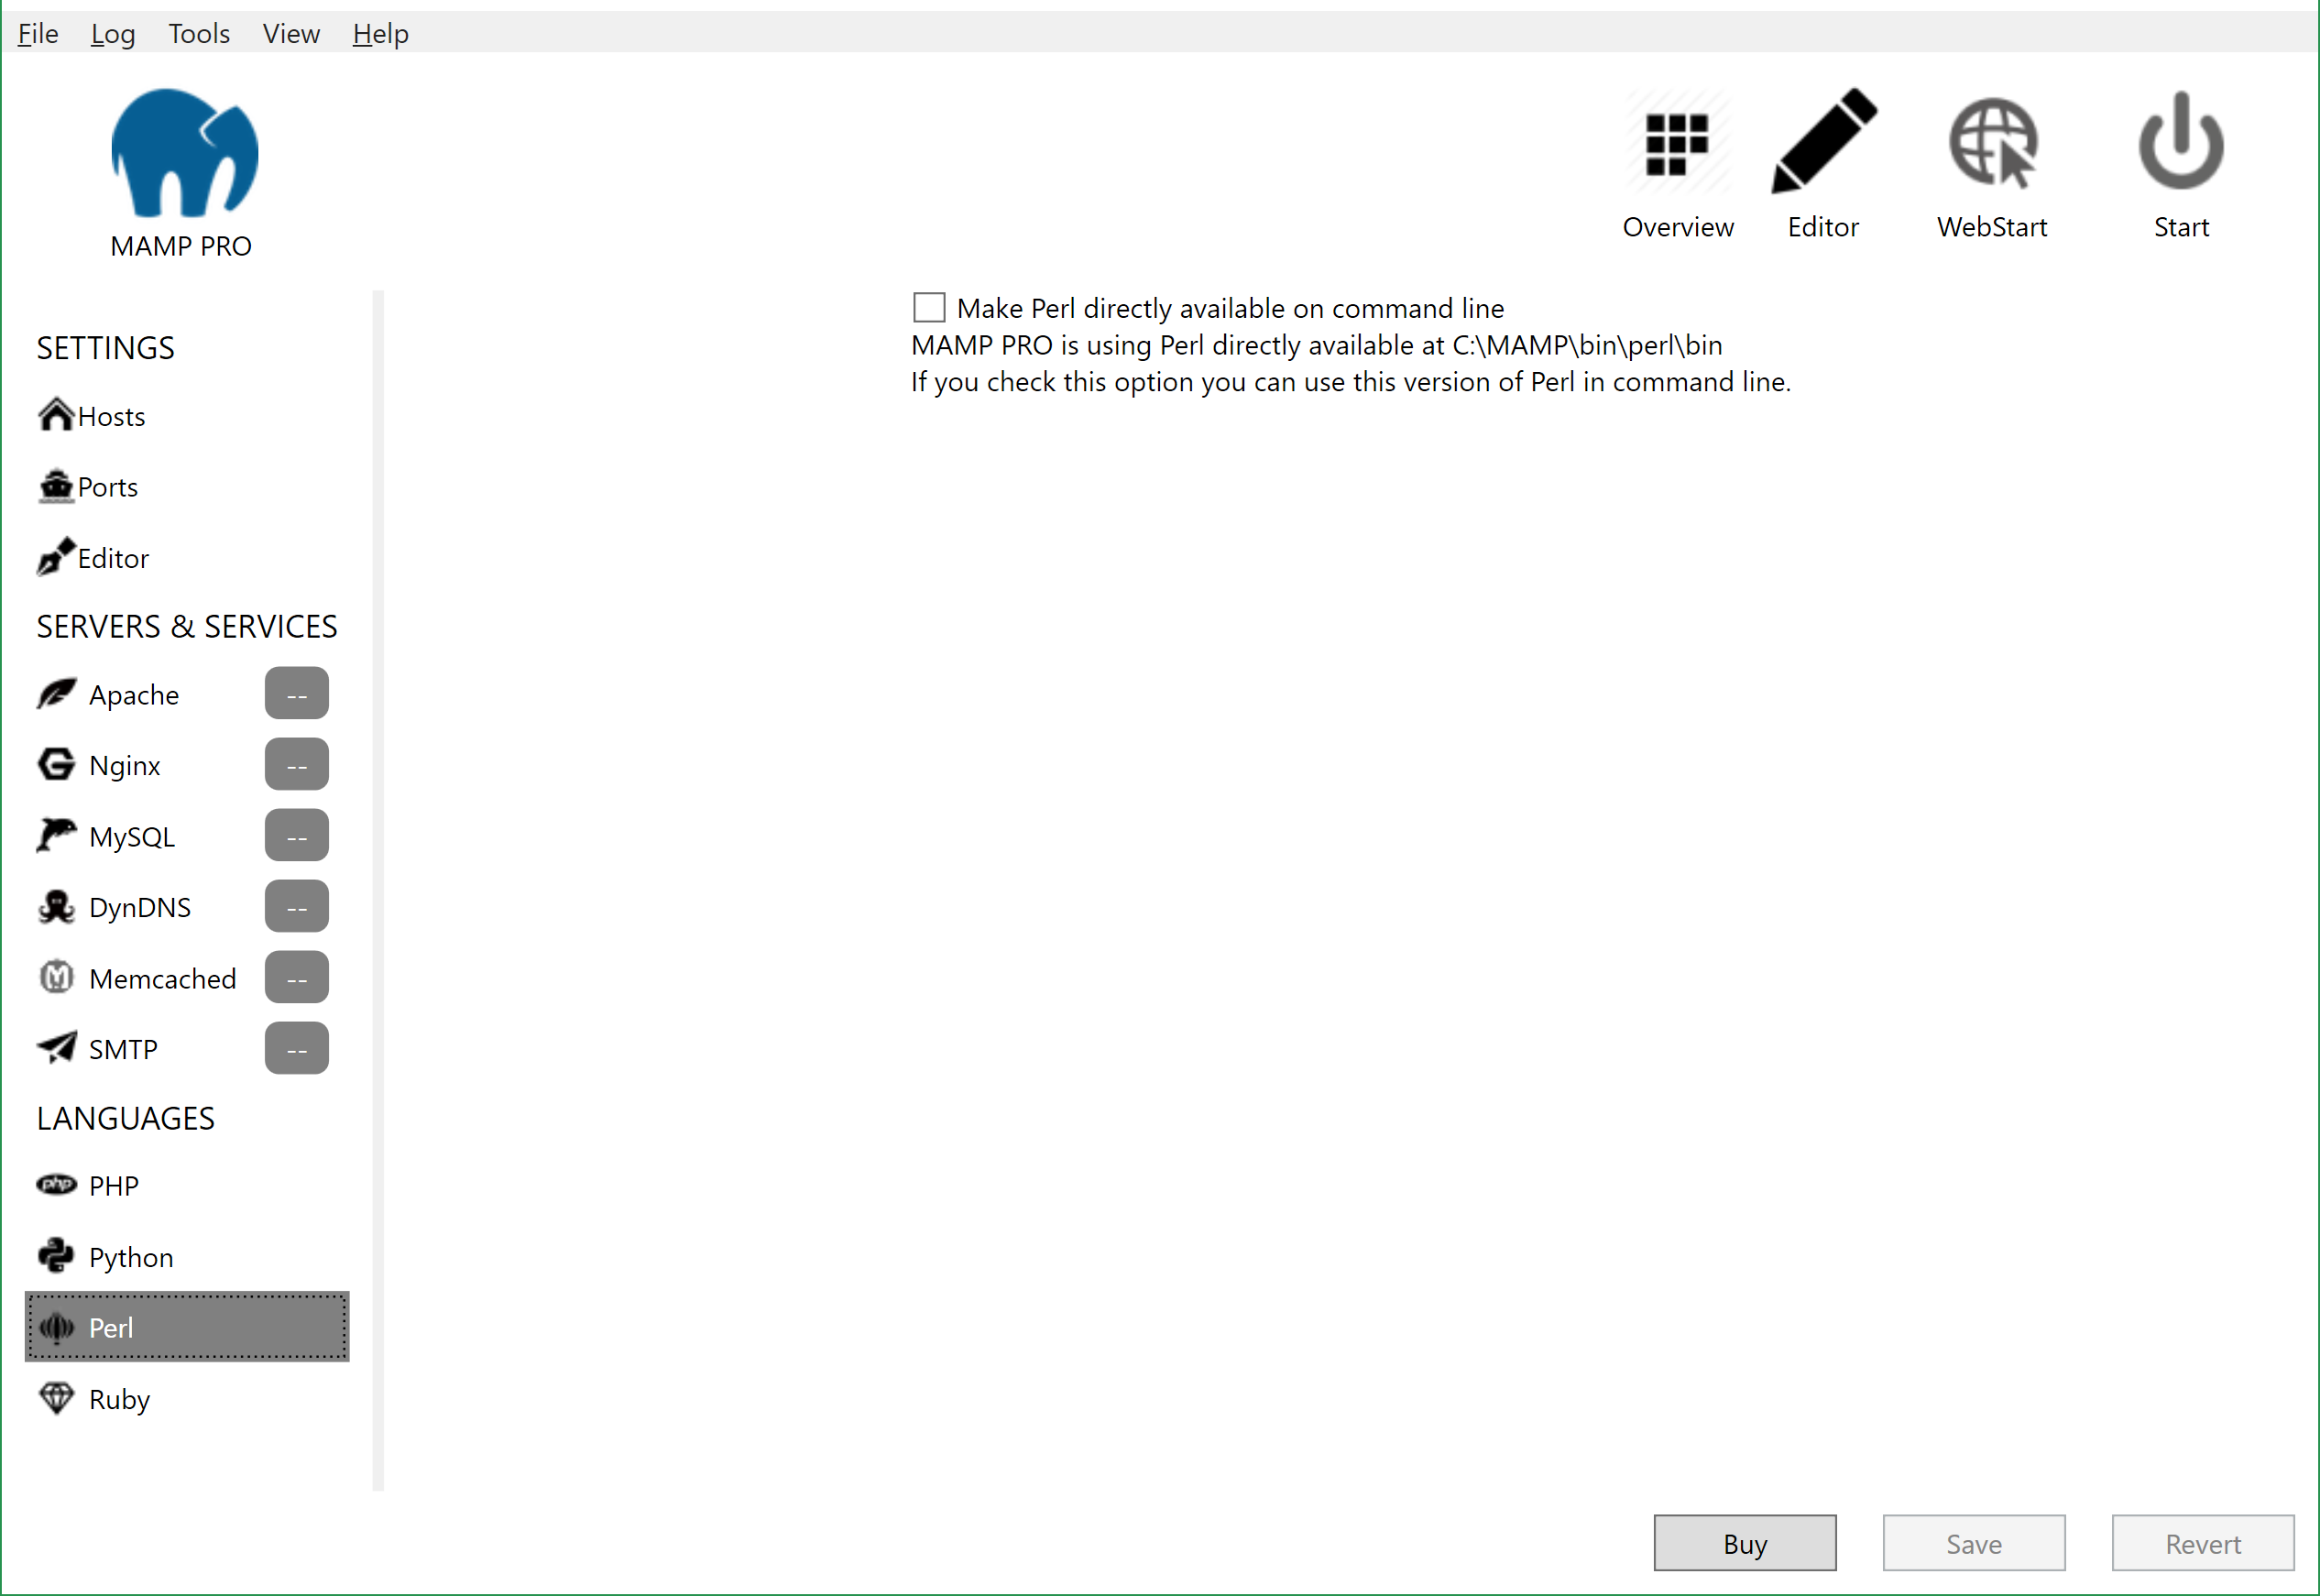 File Log Tools View Help
MAMP PRO
Overview Editor WebStart Start
SETTINGS
Hosts
Ports
Editor
SERVERS & SERVICES
Apache --
Nginx --
MySQL --
DynDNS --
Memcached --
SMTP --
LANGUAGES
php PHP
Python
Perl
Ruby
Make Perl directly available on command line
MAMP PRO is using Perl directly available at C:\MAMP\bin\perl\bin
If you check this option you can use this version of Perl in command line.
Buy Save Revert